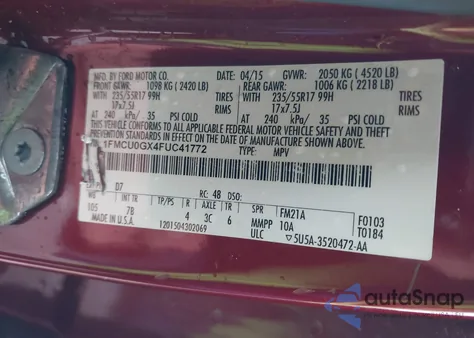 MFD. BY FORD MOTOR CO. 04/15 GVWR: 2050 KG ( 4520 LB)
FRONT GAWR: 1098 KG ( 2420 LB) REAR GAWR: 1006 KG ( 2218 LB)
WITH 235/55R17 99H TIRES WITH 235/55R17 99H TIRES
17x7.5J RIMS 17x7.5J RIMS
AT 240 kPa/ 35 PSI COLD AT 240 kPa/ 35 PSI COLD
THIS VEHICLE CONFORMS TO ALL APPLICABLE FEDERAL MOTOR VEHICLE
SAFETY STANDARDS IN EFFECT ON THE DATE OF MANUFACTURE SHOWN ABOVE.
1FMCU0GX4FUC41772 TYPE: MPV
D7 RC: 48 DSO:
INT TR TP/PS R AXLE TR SPR FM21A F0103
105 7B 4 3C 6 MMPP 10A T0184
MADE IN U.S.A. 1201504302069 ULC 5U5A-3520472-AA
autoSnap